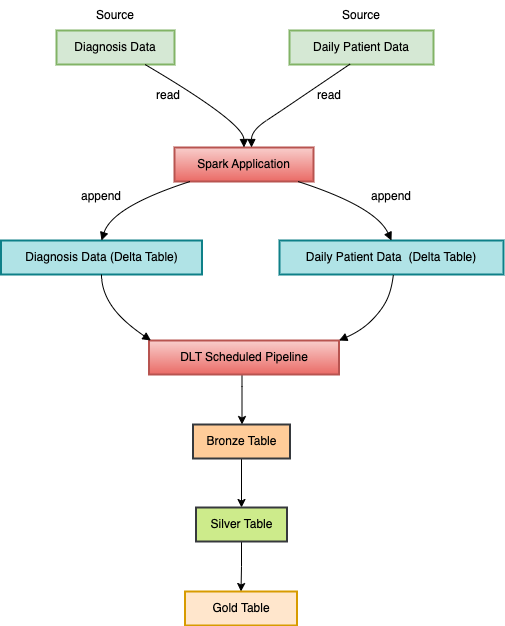 Source
Source
Diagnosis Data
Daily Patient Data
read
read
Spark Application
append
append
Diagnosis Data (Delta Table)
Daily Patient Data  (Delta Table)
DLT Scheduled Pipeline
Bronze Table
Silver Table
Gold Table